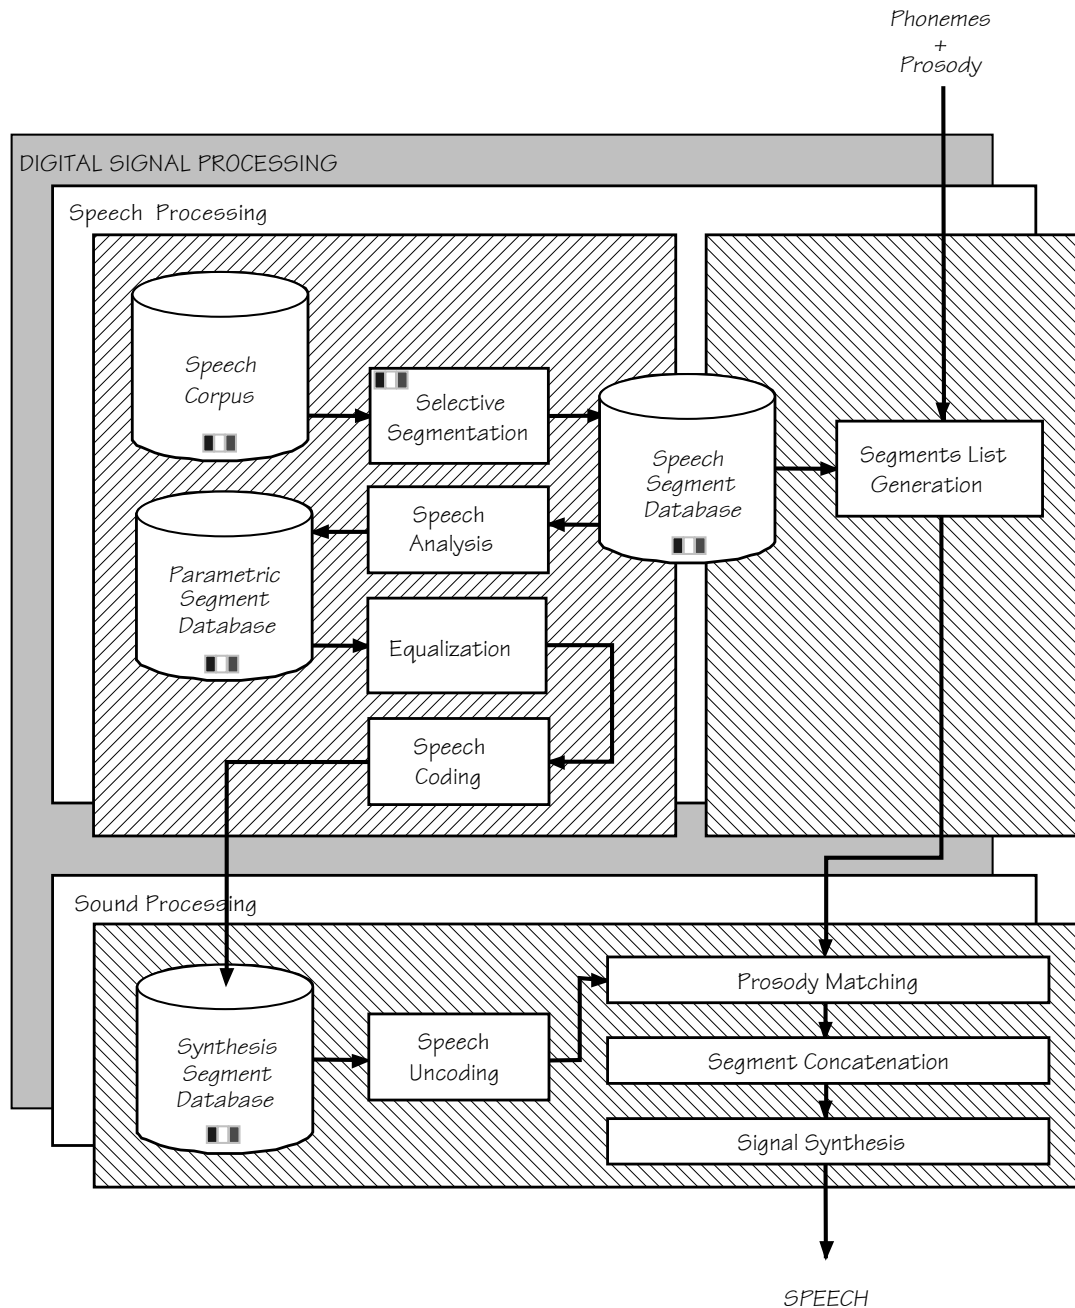 Phonemes
+
Prosody
DIGITAL SIGNAL PROCESSING
Speech Processing
Speech
Corpus
Selective
Segmentation
Speech
Segment
Database
Segments List
Generation
Speech
Analysis
Parametric
Segment
Database
Equalization
Speech
Coding
Sound Processing
Prosody Matching
Synthesis
Segment
Database
Speech
Uncoding
Segment Concatenation
Signal Synthesis
SPEECH